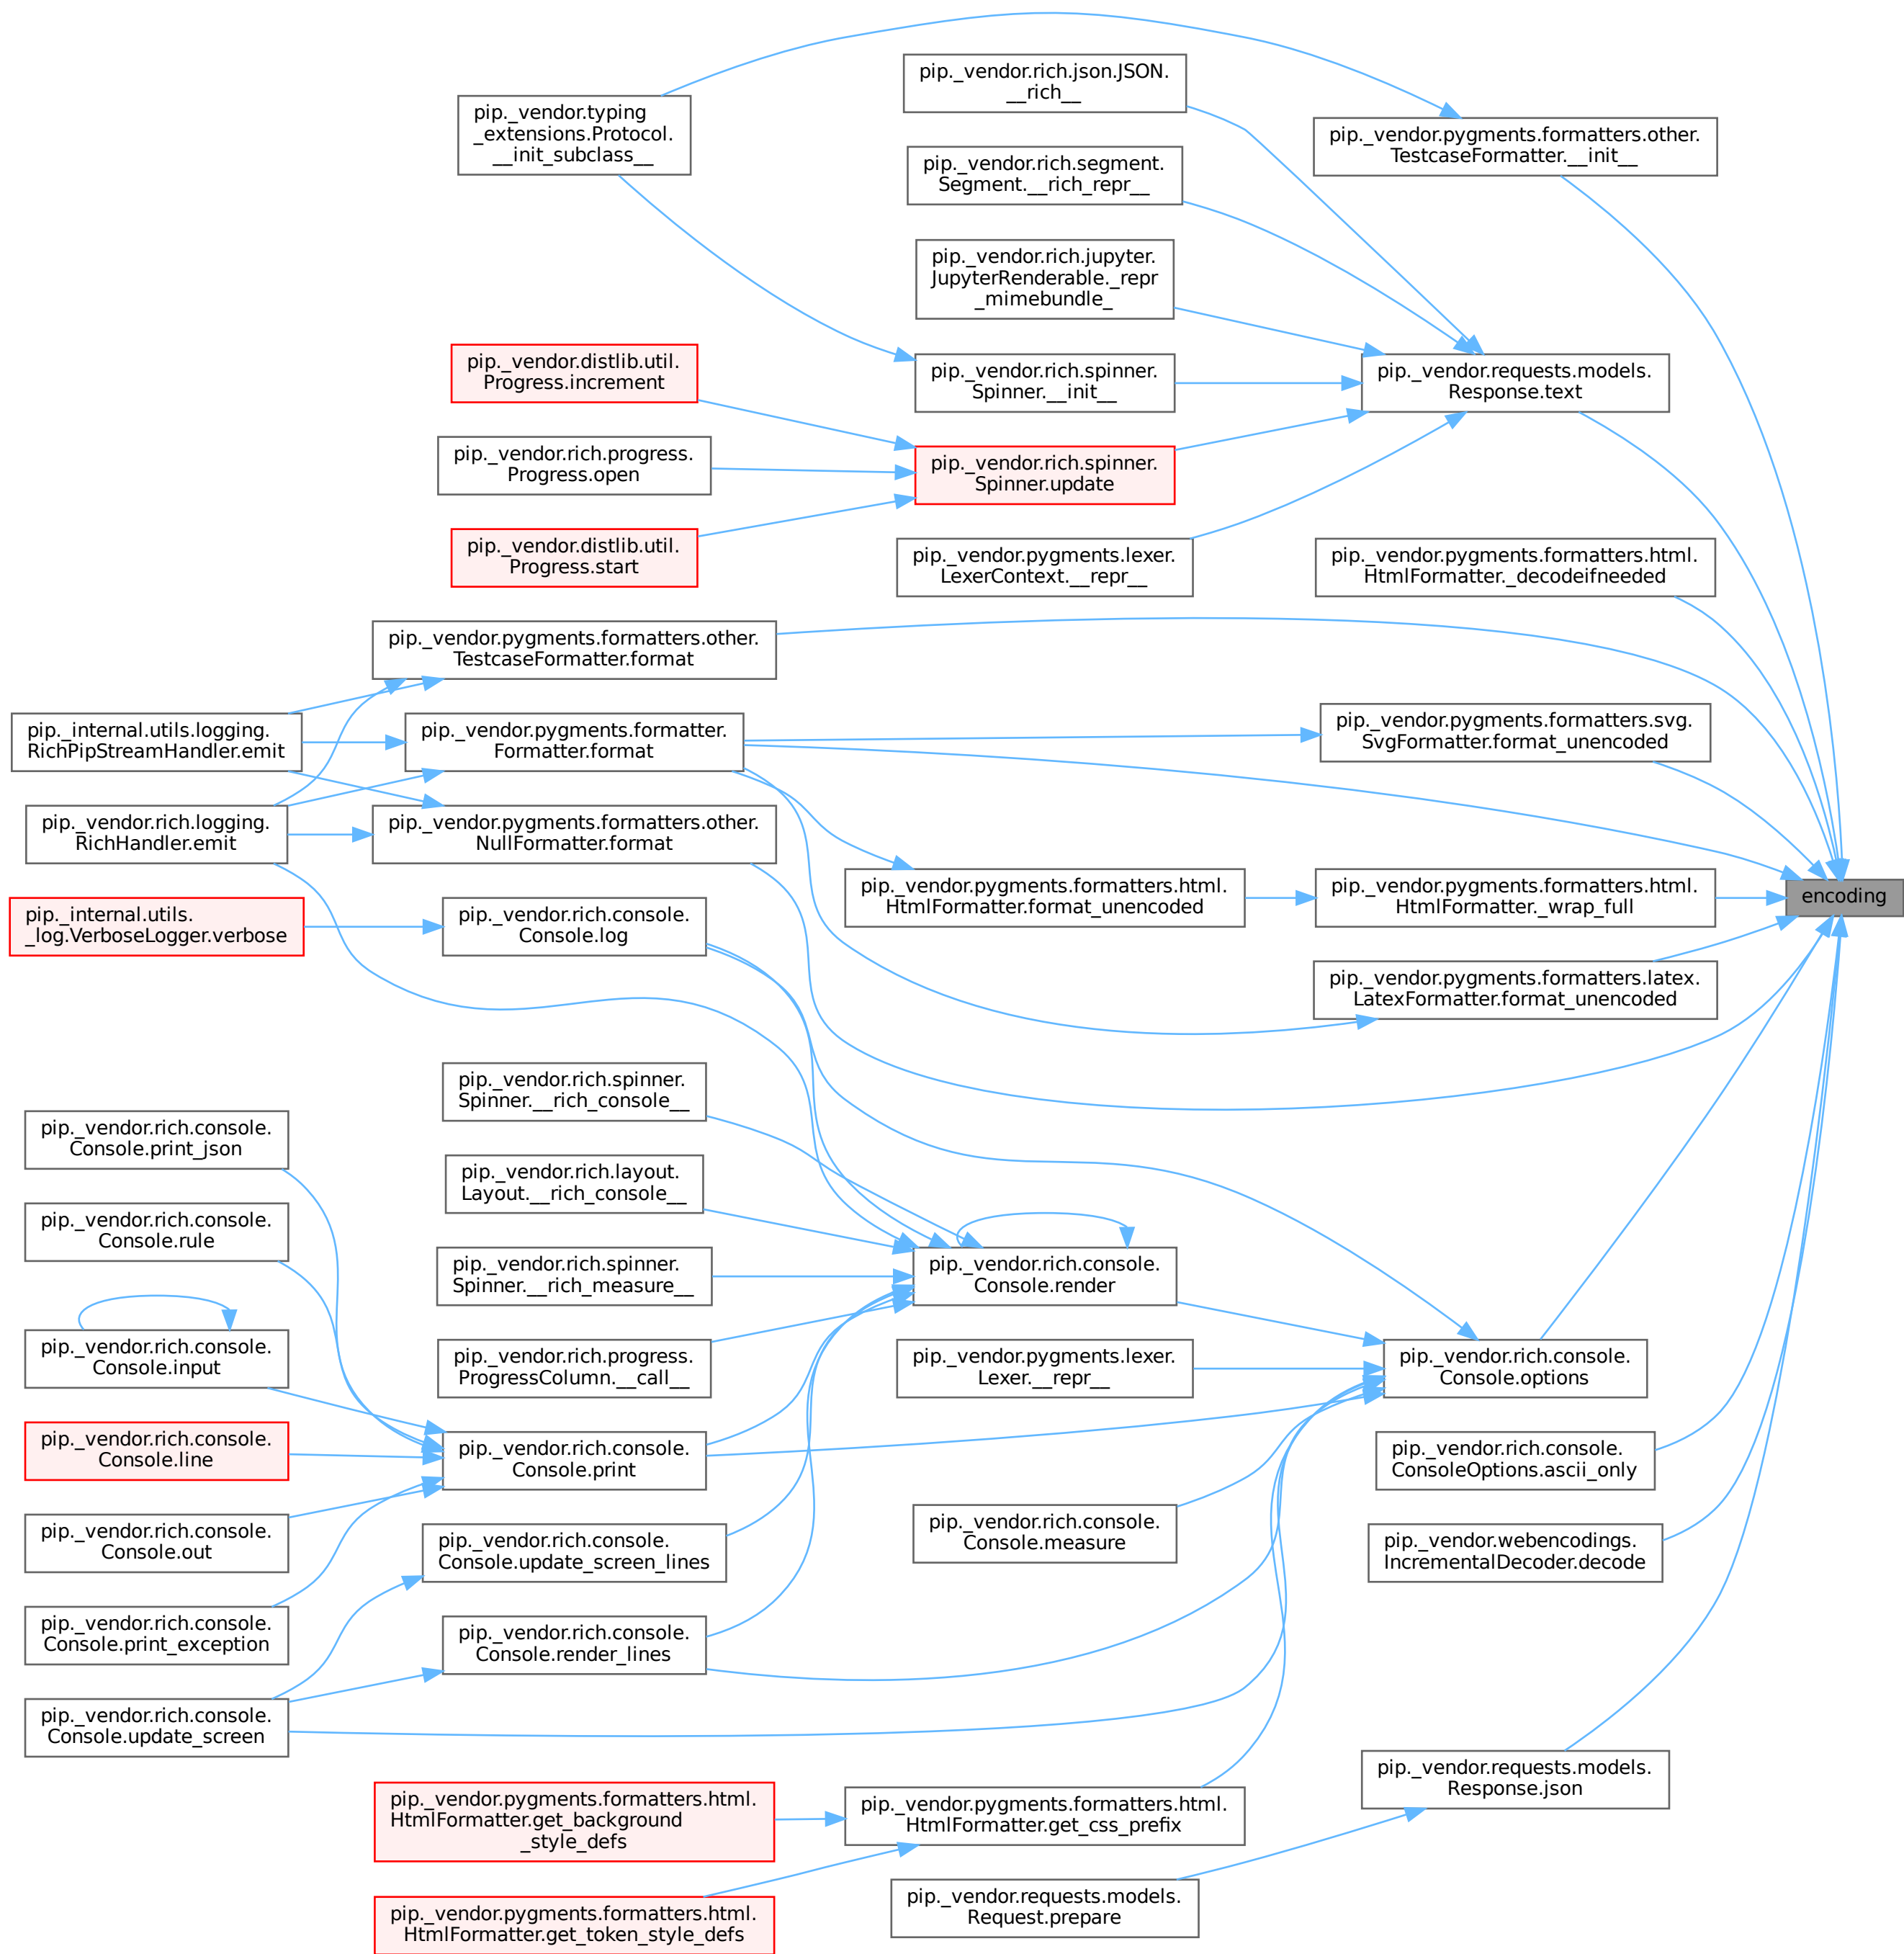 pip._vendor.rich.json.JSON.
__rich__
pip._vendor.typing
_extensions.Protocol.
__init_subclass__
pip._vendor.pygments.formatters.other.
TestcaseFormatter.__init__
pip._vendor.rich.segment.
Segment.__rich_repr__
pip._vendor.rich.jupyter.
JupyterRenderable._repr
_mimebundle_
pip._vendor.distlib.util.
Progress.increment
pip._vendor.rich.spinner.
Spinner.__init__
pip._vendor.requests.models.
Response.text
pip._vendor.rich.progress.
Progress.open
pip._vendor.rich.spinner.
Spinner.update
pip._vendor.distlib.util.
Progress.start
pip._vendor.pygments.lexer.
LexerContext.__repr__
pip._vendor.pygments.formatters.html.
HtmlFormatter._decodeifneeded
pip._vendor.pygments.formatters.other.
TestcaseFormatter.format
pip._internal.utils.logging.
RichPipStreamHandler.emit
pip._vendor.pygments.formatter.
Formatter.format
pip._vendor.pygments.formatters.svg.
SvgFormatter.format_unencoded
pip._vendor.rich.logging.
RichHandler.emit
pip._vendor.pygments.formatters.other.
NullFormatter.format
pip._vendor.pygments.formatters.html.
HtmlFormatter.format_unencoded
pip._vendor.pygments.formatters.html.
HtmlFormatter._wrap_full
encoding
pip._internal.utils.
_log.VerboseLogger.verbose
pip._vendor.rich.console.
Console.log
pip._vendor.pygments.formatters.latex.
LatexFormatter.format_unencoded
pip._vendor.rich.spinner.
Spinner.__rich_console__
pip._vendor.rich.console.
Console.print_json
pip._vendor.rich.layout.
Layout.__rich_console__
pip._vendor.rich.console.
Console.rule
pip._vendor.rich.spinner.
Spinner.__rich_measure__
pip._vendor.rich.console.
Console.render
pip._vendor.rich.console.
Console.input
pip._vendor.rich.progress.
ProgressColumn.__call__
pip._vendor.pygments.lexer.
Lexer.__repr__
pip._vendor.rich.console.
Console.options
pip._vendor.rich.console.
Console.line
pip._vendor.rich.console.
Console.print
pip._vendor.rich.console.
ConsoleOptions.ascii_only
pip._vendor.rich.console.
Console.out
pip._vendor.rich.console.
Console.update_screen_lines
pip._vendor.rich.console.
Console.measure
pip._vendor.webencodings.
IncrementalDecoder.decode
pip._vendor.rich.console.
Console.print_exception
pip._vendor.rich.console.
Console.render_lines
pip._vendor.rich.console.
Console.update_screen
pip._vendor.requests.models.
Response.json
pip._vendor.pygments.formatters.html.
HtmlFormatter.get_background
_style_defs
pip._vendor.pygments.formatters.html.
HtmlFormatter.get_css_prefix
pip._vendor.requests.models.
Request.prepare
pip._vendor.pygments.formatters.html.
HtmlFormatter.get_token_style_defs